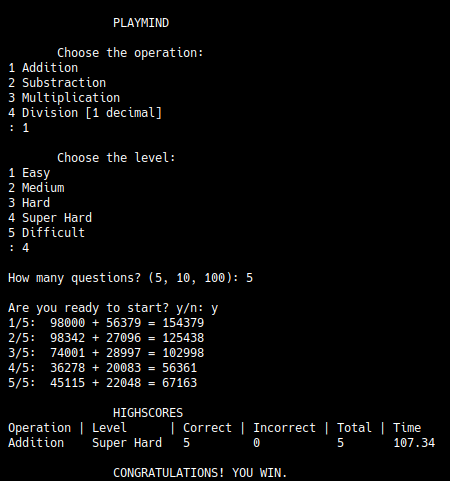 PLAYMIND
Choose the operation:
1 Addition
2 Substraction
3 Multiplication
4 Division [1 decimal]
: 1
Choose the level:
1 Easy
2 Medium
3 Hard
4 Super Hard
5 Difficult
: 4
How many questions? (5, 10, 100): 5
Are you ready to start? y/n: y
1/5:  98000 + 56379 = 154379
2/5:  98342 + 27096 = 125438
3/5:  74001 + 28997 = 102998
4/5:  36278 + 20083 = 56361
5/5:  45115 + 22048 = 67163
HIGHSCORES
Operation | Level      | Correct | Incorrect | Total | Time
Addition    Super Hard   5         0           5       107.34
CONGRATULATIONS! YOU WIN.